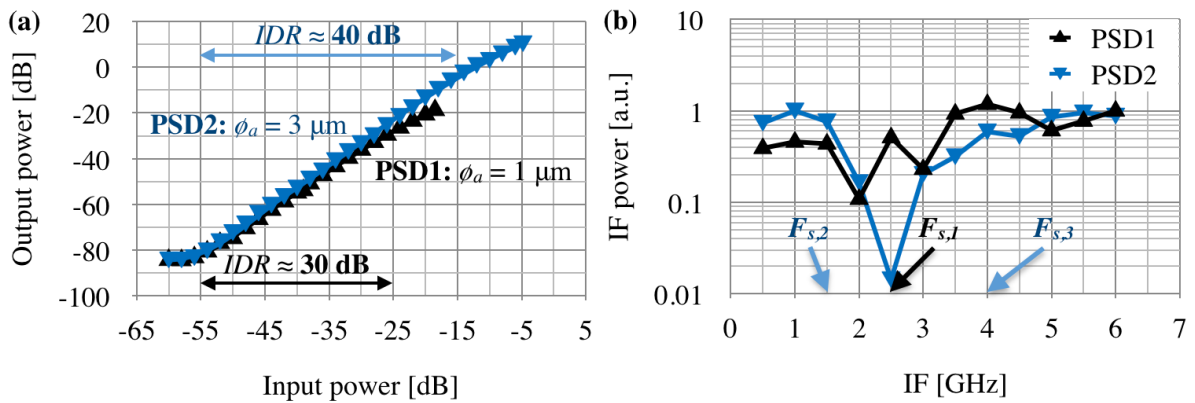 (a)
Output power [dB]
20
0
-20
-40
-60
-80
-100
IDR ≈ 40 dB
PSD2: ϕa = 3 µm
PSD1: ϕa = 1 µm
IDR ≈ 30 dB
-65 -55 -45 -35 -25 -15 -5 5
Input power [dB]
(b)
IF power [a.u.]
10
1
0.1
0.01
PSD1
PSD2
Fs,2
Fs,1
Fs,3
0 1 2 3 4 5 6 7
IF [GHz]